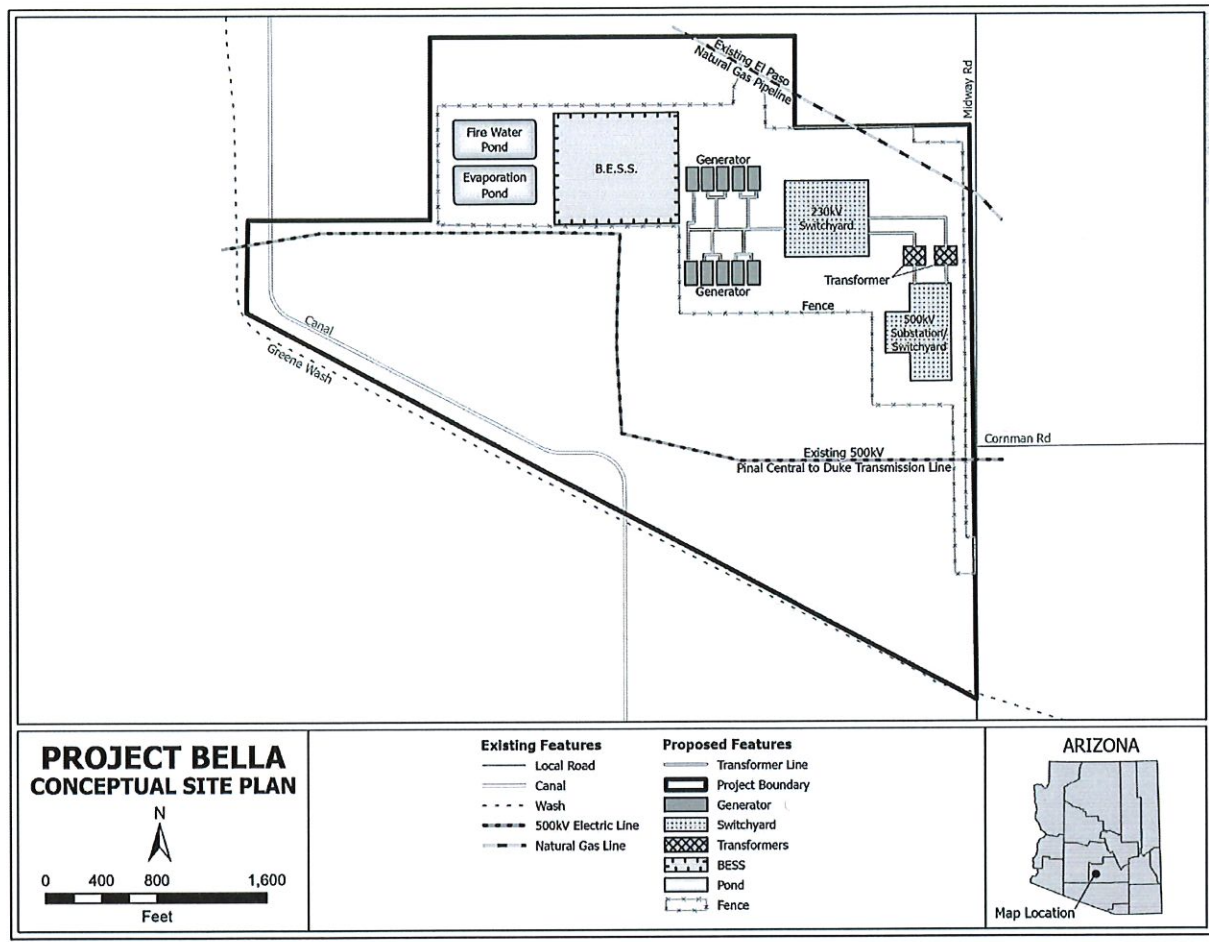 Existing El Paso
Natural Gas Pipeline
Midway Rd
Fire Water
Pond
Evaporation
Pond
B.E.S.S.
Generator
230kV
Switchyard
Transformer
Generator
Fence
500kV
Substation/
Switchyard
Canal
Greene Wash
Cornman Rd
Existing 500kV
Pinal Central to Duke Transmission Line
PROJECT BELLA
CONCEPTUAL SITE PLAN
N
0 400 800 1,600
Feet
Existing Features
Local Road
Canal
Wash
500kV Electric Line
Natural Gas Line
Proposed Features
Transformer Line
Project Boundary
Generator
Switchyard
Transformers
BESS
Pond
Fence
ARIZONA
Map Location